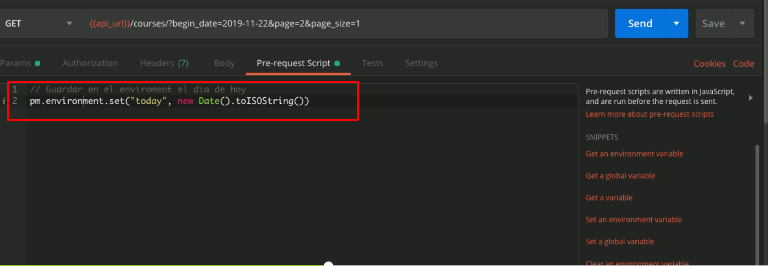 GET {{api_url}}/courses/?begin_date=2019-11-22&page=2&page_size=1 Send Save
Params Authorization Headers (7) Body Pre-request Script Tests Settings Cookies Code
1 // Guardar en el enviroment el dia de hoy
i 2 pm.environment.set("today", new Date().toISOString())
Pre-request scripts are written in JavaScript,
and are run before the request is sent.
Learn more about pre-request scripts
SNIPPETS
Get an environment variable
Get a global variable
Get a variable
Set an environment variable
Set a global variable
Clear an environment variable